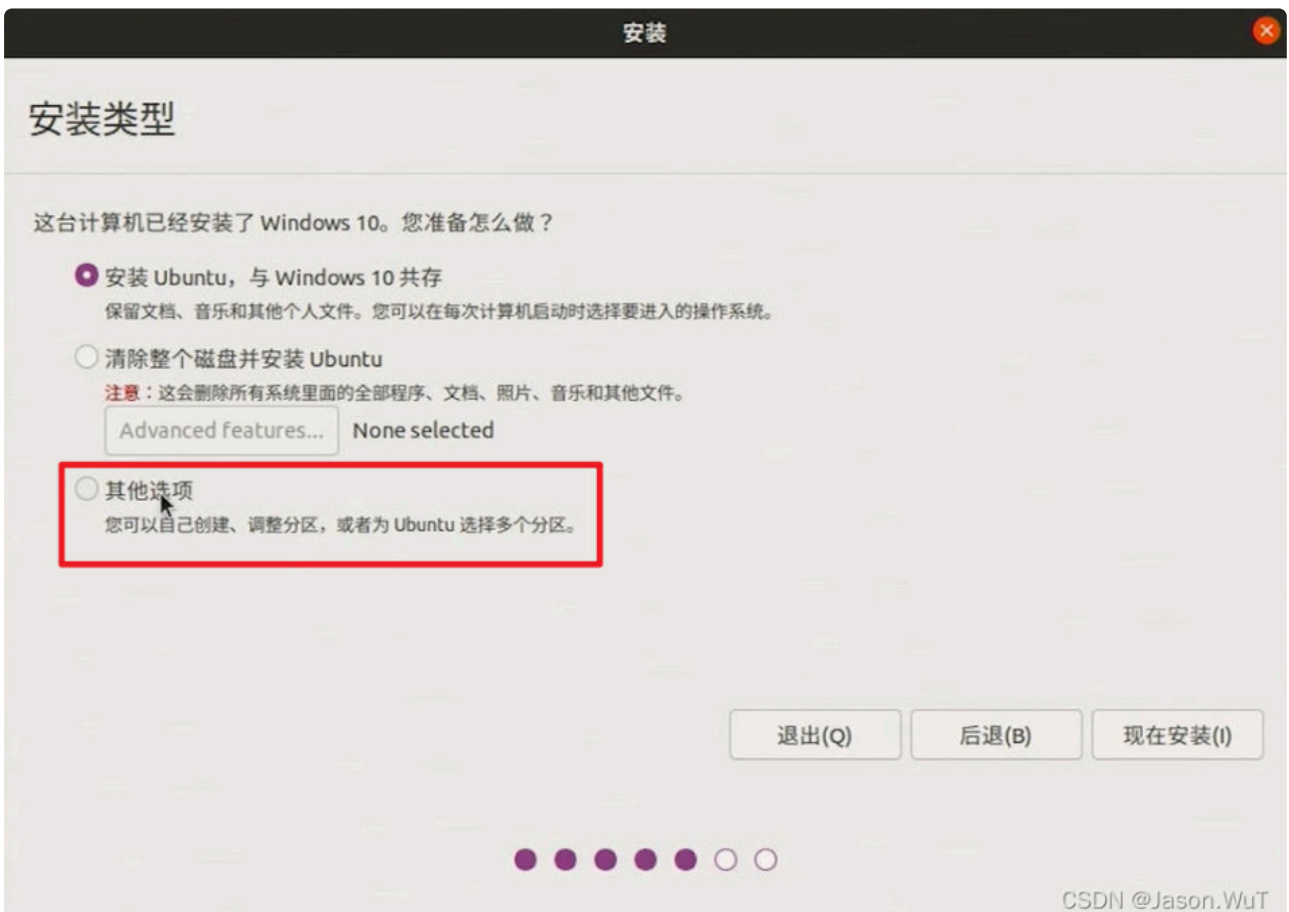 安装
安装类型
这台计算机已经安装了 Windows 10。您准备怎么做？
安装 Ubuntu，与 Windows 10 共存
保留文档、音乐和其他个人文件。您可以在每次计算机启动时选择要进入的操作系统。
清除整个磁盘并安装 Ubuntu
注意：这会删除所有系统里面的全部程序、文档、照片、音乐和其他文件。
Advanced features... None selected
其他选项
您可以自己创建、调整分区，或者为 Ubuntu 选择多个分区。
退出(Q) 后退(B) 现在安装(I)
CSDN @Jason.WuT